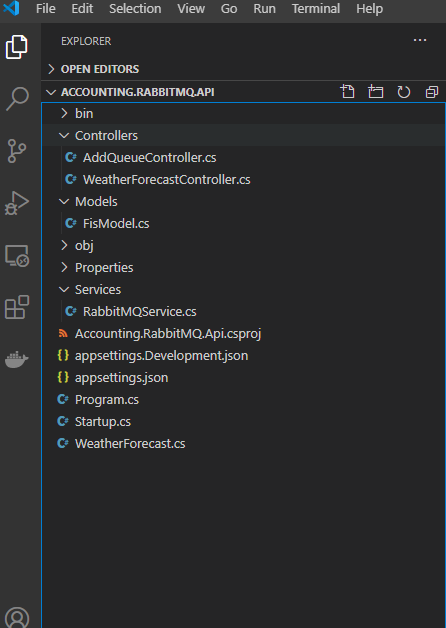 File Edit Selection View Go Run Terminal Help
EXPLORER
OPEN EDITORS
ACCOUNTING.RABBITMQ.API
bin
Controllers
C# AddQueueController.cs
C# WeatherForecastController.cs
Models
C# FisModel.cs
obj
Properties
Services
C# RabbitMQService.cs
Accounting.RabbitMQ.Api.csproj
{} appsettings.Development.json
{} appsettings.json
C# Program.cs
C# Startup.cs
C# WeatherForecast.cs